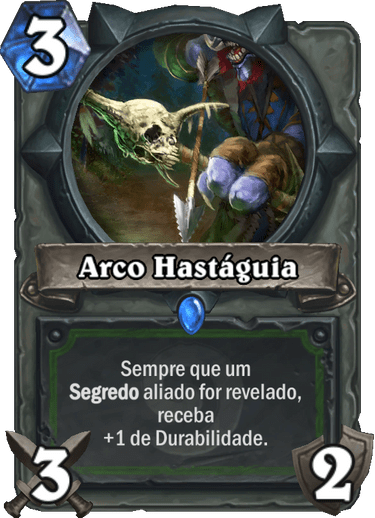 3
Arco Hastáguia
Sempre que um
Segredo aliado for revelado,
receba
+1 de Durabilidade.
3
2